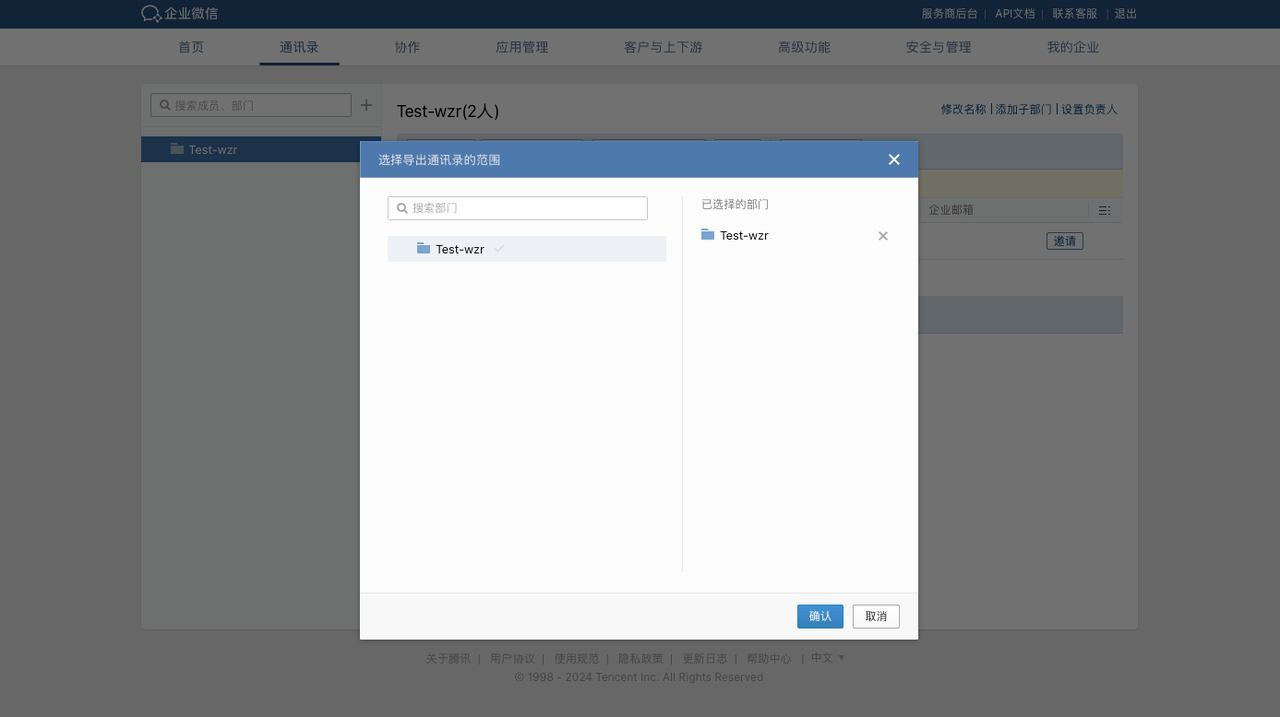 企业微信
服务商后台 | API文档 | 联系客服 | 退出
首页 通讯录 协作 应用管理 客户与上下游 高级功能 安全与管理 我的企业
搜索成员、部门
Test-wzr
Test-wzr(2人)
修改名称 | 添加子部门 | 设置负责人
选择导出通讯录的范围
搜索部门
Test-wzr
已选择的部门
Test-wzr
企业邮箱
邀请
确认 取消
关于腾讯 | 用户协议 | 使用规范 | 隐私政策 | 更新日志 | 帮助中心 | 中文
© 1998 - 2024 Tencent Inc. All Rights Reserved